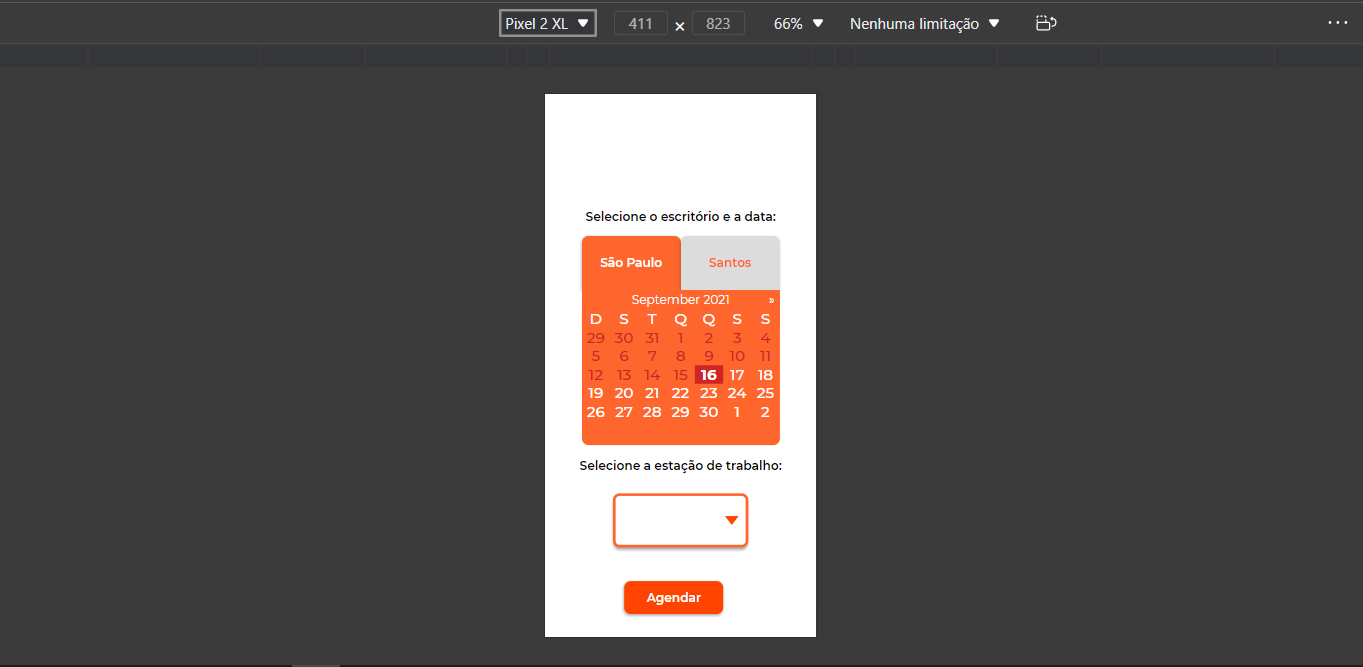 Pixel 2 XL 411 × 823 66% Nenhuma limitação
Selecione o escritório e a data:
São Paulo Santos
September 2021 »
D S T Q Q S S
29 30 31 1 2 3 4
5 6 7 8 9 10 11
12 13 14 15 16 17 18
19 20 21 22 23 24 25
26 27 28 29 30 1 2
Selecione a estação de trabalho:
Agendar